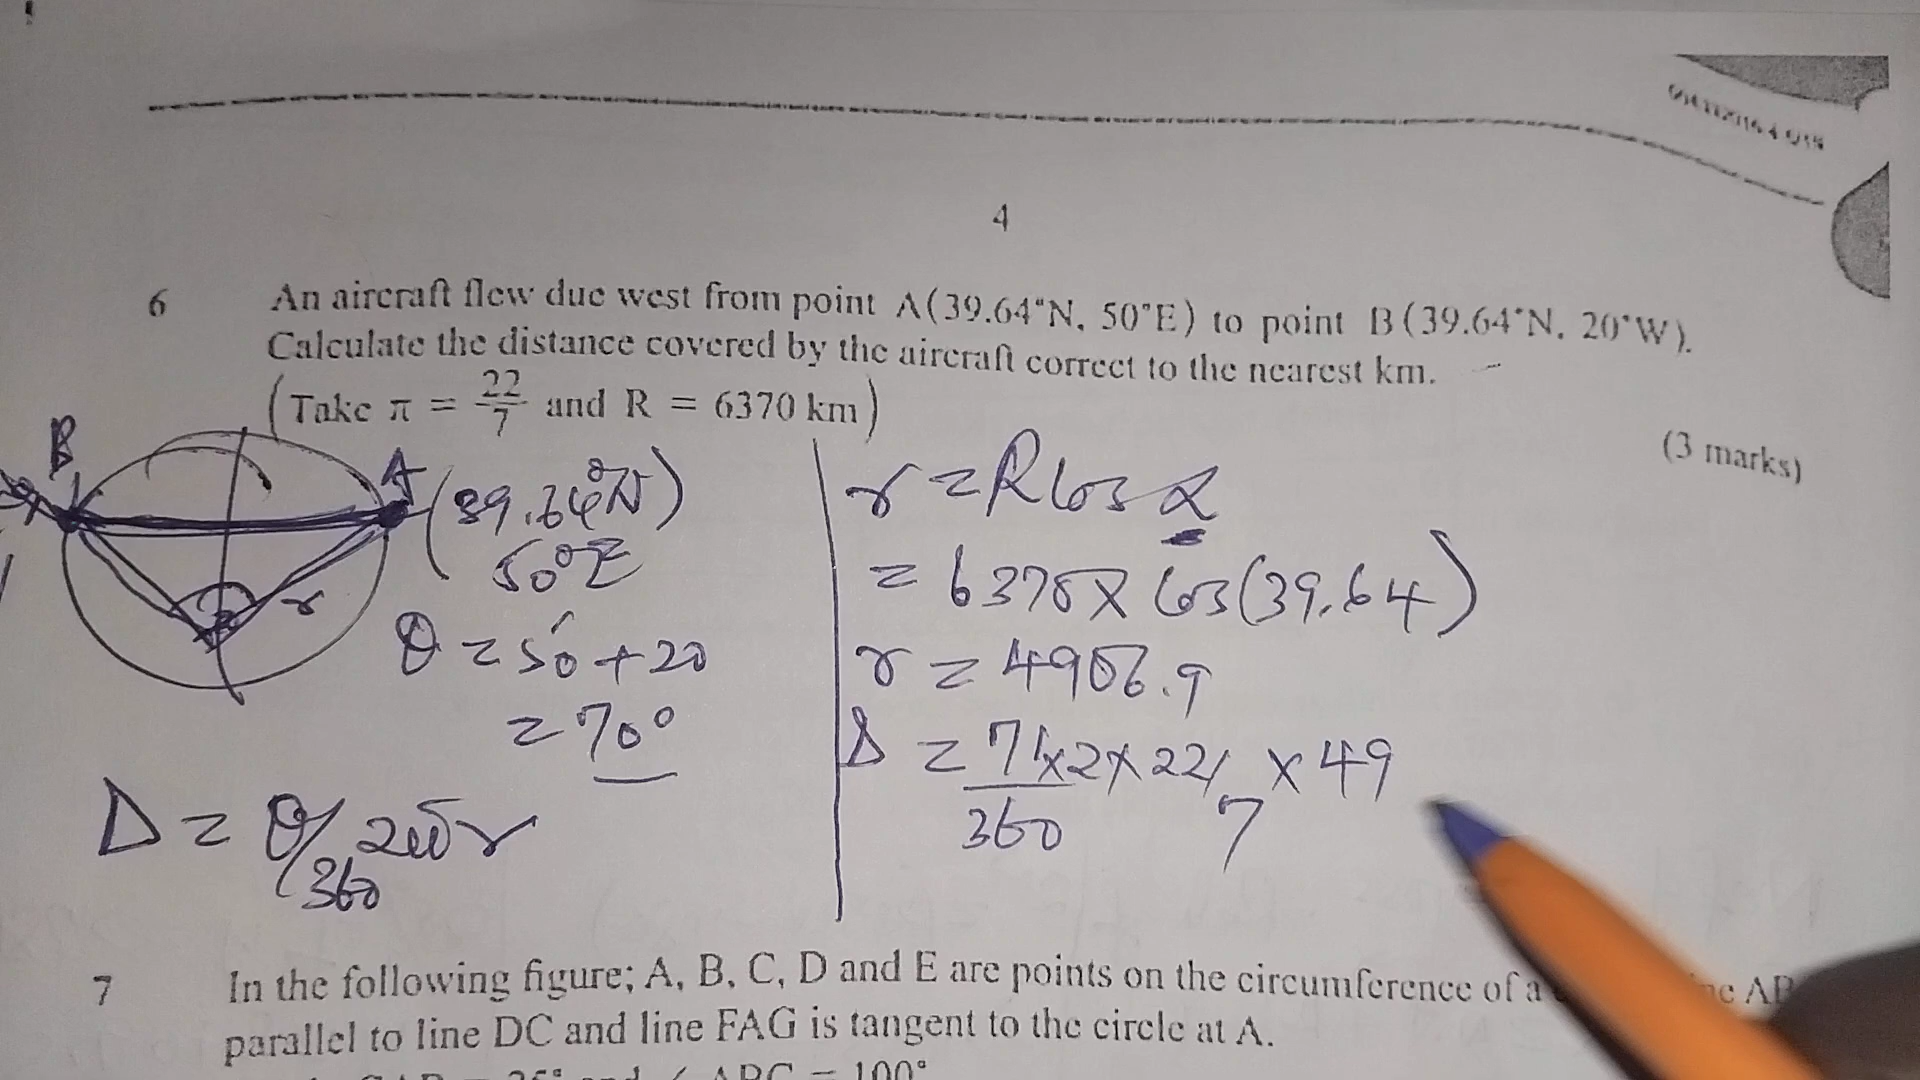 4
6 An aircraft flew due west from point A(39.64°N, 50°E) to point B(39.64°N, 20°W).
Calculate the distance covered by the aircraft correct to the nearest km.
(Take π = 22/7 and R = 6370 km)
(3 marks)
B
A (39.64°N)
50°E
r
θ = 50 + 20
= 70°
D = θ/360 2πr
r = R cos α
= 6370 × cos(39.64)
r = 4906.9
D = 70/360 × 2 × 22/7 × 49
7 In the following figure; A, B, C, D and E are points on the circumference of a
parallel to line DC and line FAG is tangent to the circle at A.
= 100°